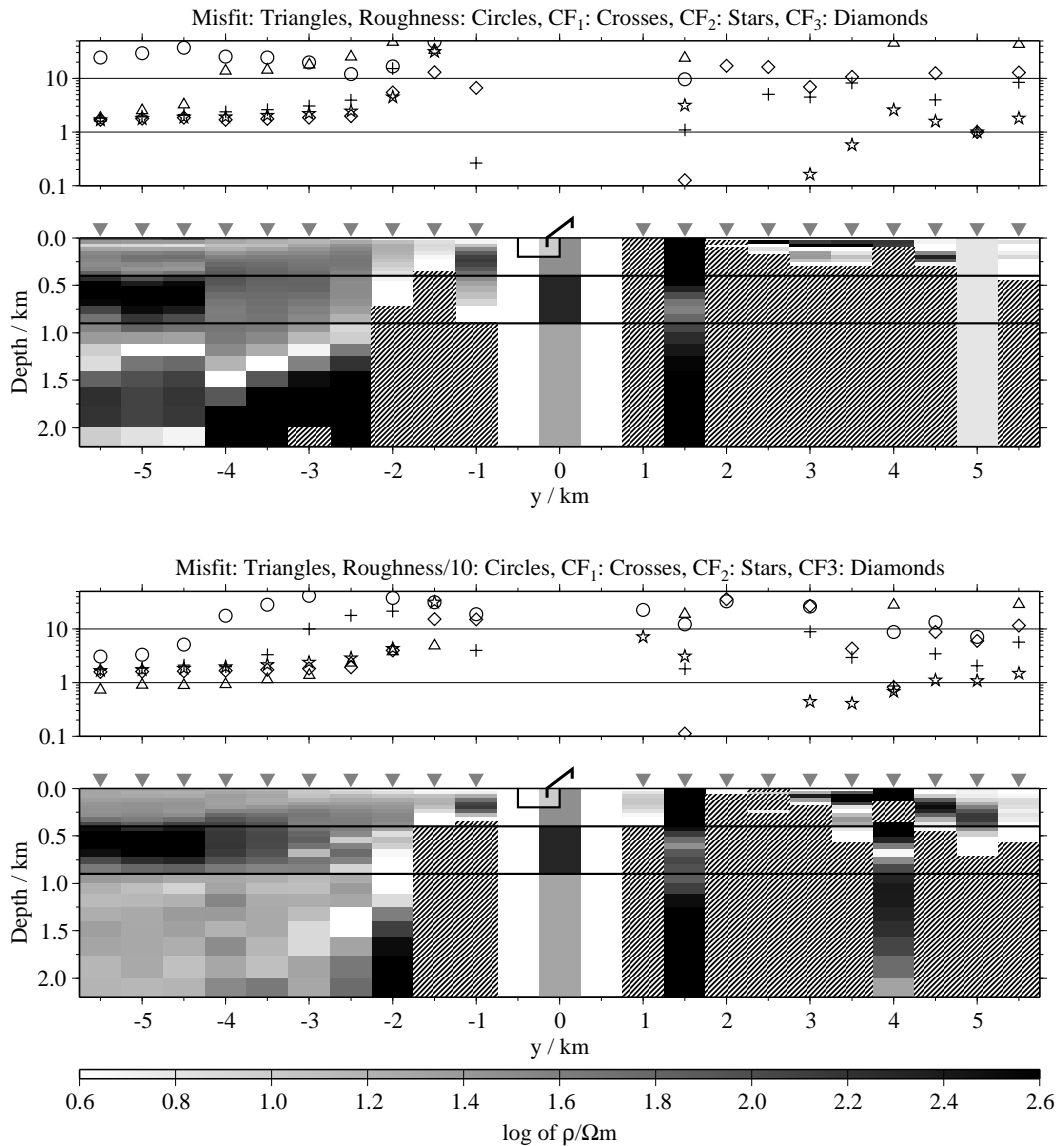 Misfit: Triangles, Roughness: Circles, CF₁: Crosses, CF₂: Stars, CF₃: Diamonds
10
1
0.1
0.0
0.5
1.0
1.5
2.0
Depth / km
-5 -4 -3 -2 -1 0 1 2 3 4 5
y / km
Misfit: Triangles, Roughness/10: Circles, CF₁: Crosses, CF₂: Stars, CF3: Diamonds
10
1
0.1
0.0
0.5
1.0
1.5
2.0
Depth / km
-5 -4 -3 -2 -1 0 1 2 3 4 5
y / km
0.6 0.8 1.0 1.2 1.4 1.6 1.8 2.0 2.2 2.4 2.6
log of ρ/Ωm